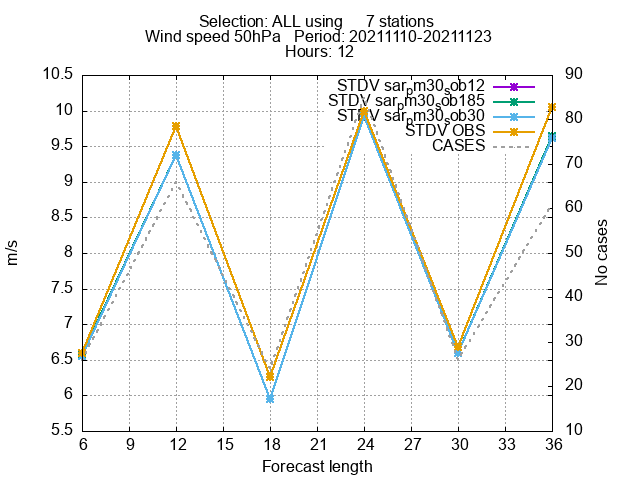 Selection: ALL using 7 stations
Wind speed 50hPa Period: 20211110-20211123
Hours: 12
STDV sar_pm30_sob12
STDV sar_pm30_sob185
STDV sar_pm30_sob30
STDV OBS
CASES
10.5
10
9.5
9
8.5
8
7.5
7
6.5
6
5.5
m/s
90
80
70
60
50
40
30
20
10
No cases
6 9 12 15 18 21 24 27 30 33 36
Forecast length